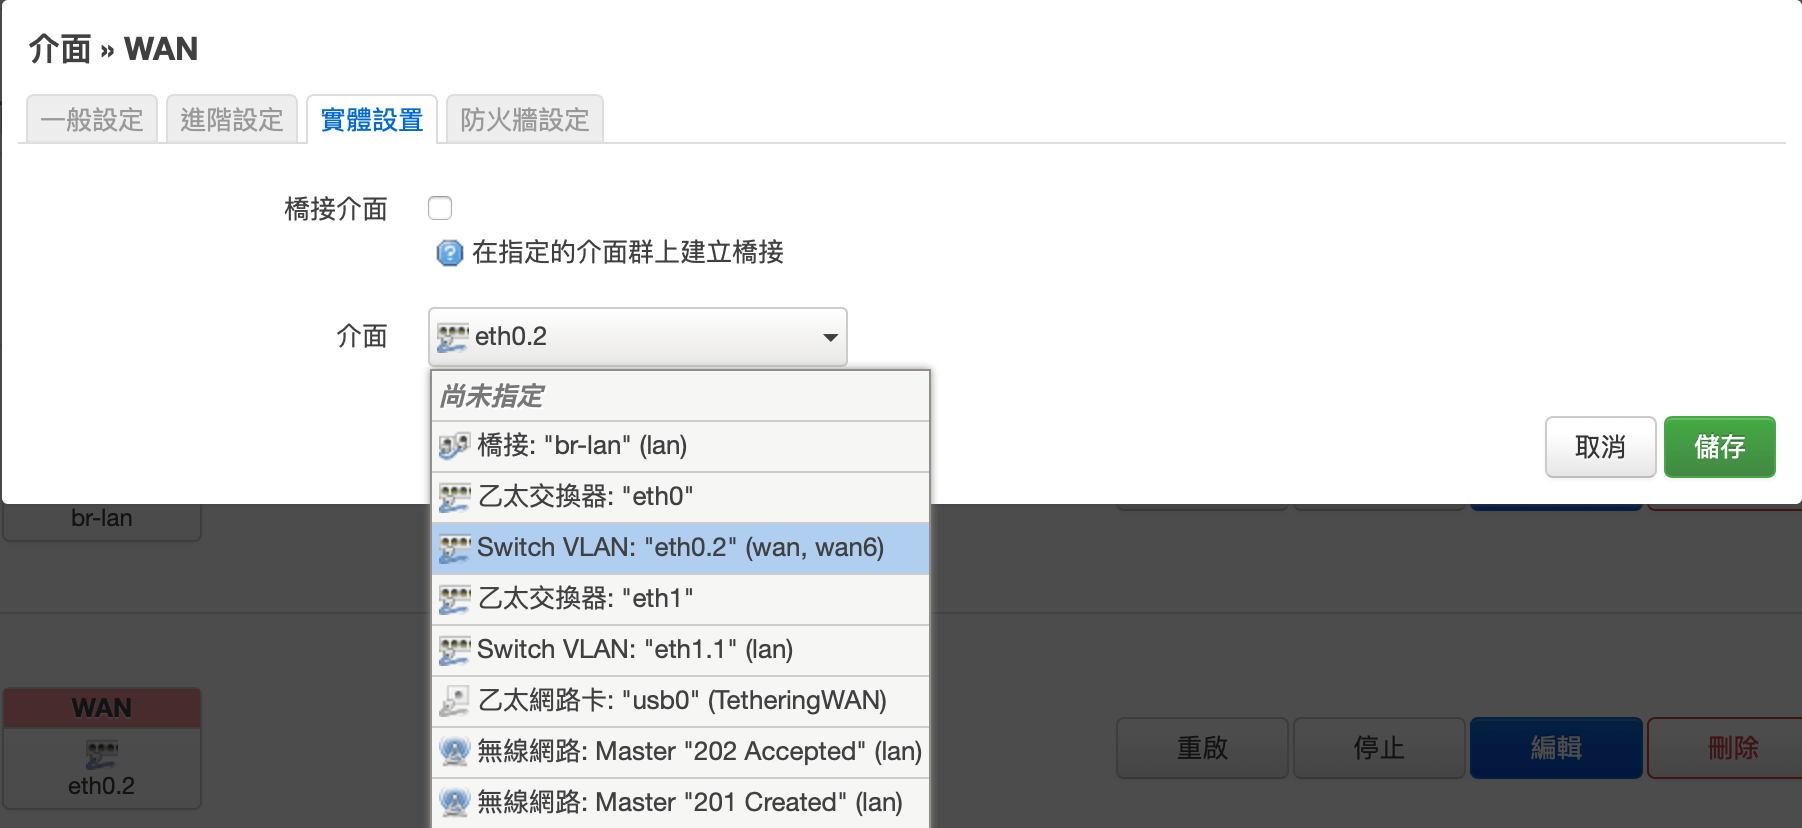 介面 » WAN
一般設定 進階設定 實體設置 防火牆設定
橋接介面
在指定的介面群上建立橋接
介面 eth0.2
尚未指定
橋接: "br-lan" (lan)
取消 儲存
乙太交換器: "eth0"
br-lan
Switch VLAN: "eth0.2" (wan, wan6)
乙太交換器: "eth1"
Switch VLAN: "eth1.1" (lan)
乙太網路卡: "usb0" (TetheringWAN)
WAN
無線網路: Master "202 Accepted" (lan)
重啟 停止 編輯 刪除
eth0.2
無線網路: Master "201 Created" (lan)